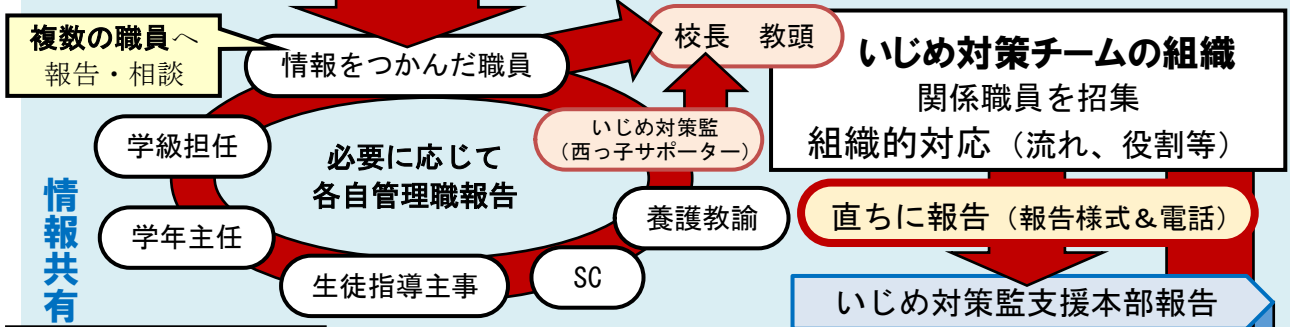 複数の職員へ
報告・相談
情報をつかんだ職員
校長　教頭
いじめ対策チームの組織
関係職員を招集
組織的対応（流れ、役割等）
学級担任
必要に応じて
各自管理職報告
いじめ対策監
（西っ子サポーター）
情報共有
学年主任
養護教諭
直ちに報告（報告様式＆電話）
生徒指導主事
SC
いじめ対策監支援本部報告